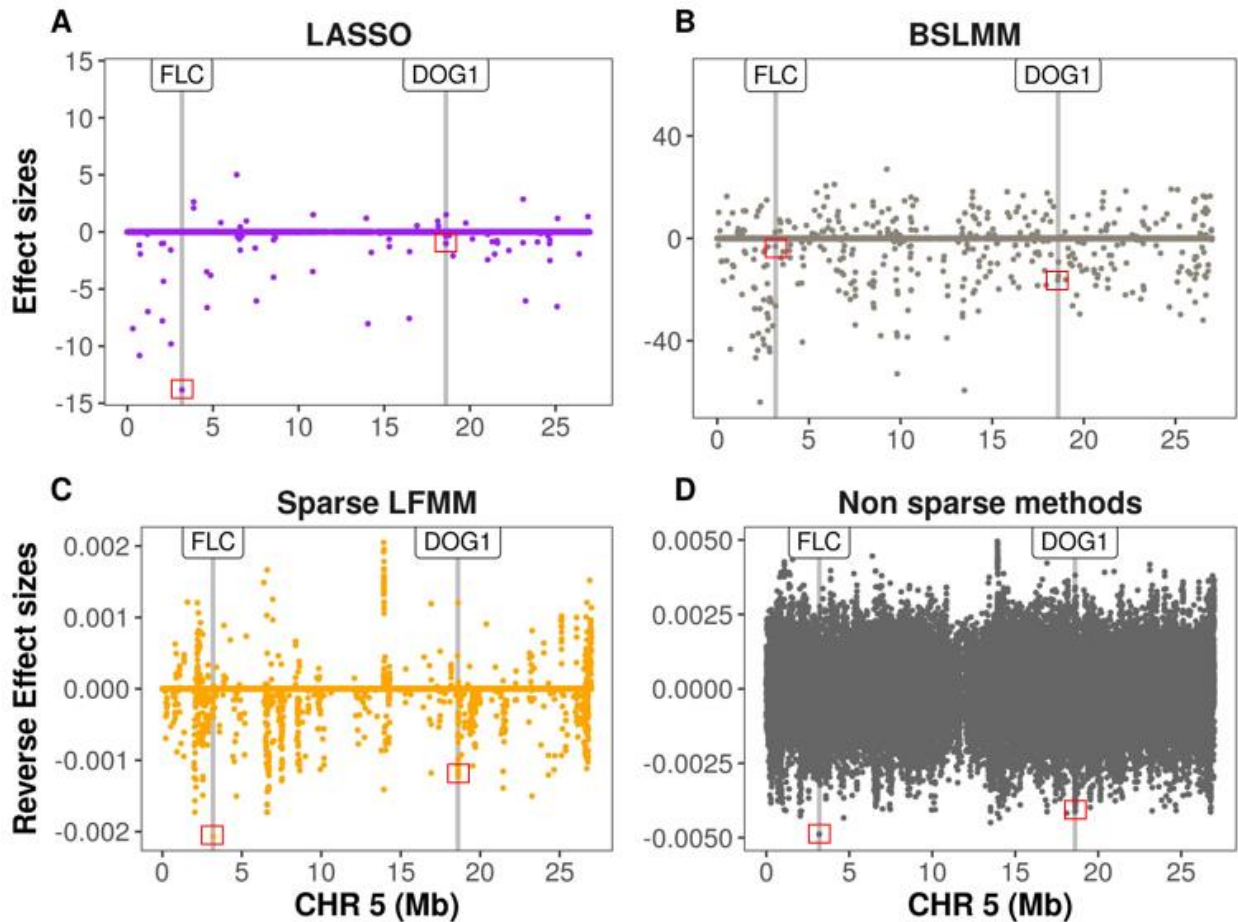 A
LASSO
B
BSLMM
Effect sizes
15
10
5
0
-5
-10
-15
FLC
DOG1
0
5
10
15
20
25
40
0
-40
FLC
DOG1
0
5
10
15
20
25
C
Sparse LFMM
D
Non sparse methods
Reverse Effect sizes
0.002
0.001
0.000
-0.001
-0.002
FLC
DOG1
0
5
10
15
20
25
CHR 5 (Mb)
0.0050
0.0025
0.0000
-0.0025
-0.0050
FLC
DOG1
0
5
10
15
20
25
CHR 5 (Mb)